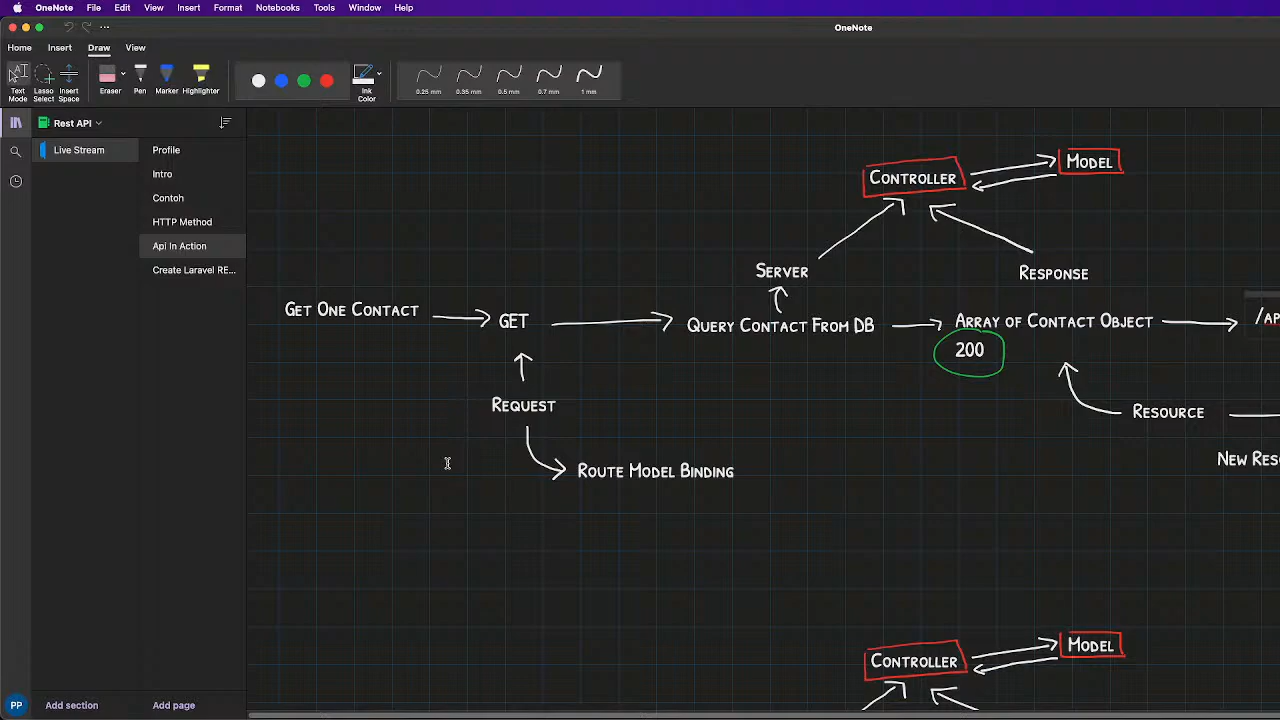 OneNote File Edit View Insert Format Notebooks Tools Window Help
OneNote
Home Insert Draw View
Text Mode
Lasso Select
Insert Space
Eraser
Pen
Marker
Highlighter
Ink Color
0.25 mm
0.35 mm
0.5 mm
0.7 mm
1 mm
Rest API
Live Stream
Profile
Intro
Contoh
HTTP Method
Api In Action
Create Laravel RE...
Controller
Model
Server
Response
Get One Contact
GET
Query Contact From DB
Array of Contact Object
200
Request
Resource
Route Model Binding
Controller
Model
PP
Add section
Add page